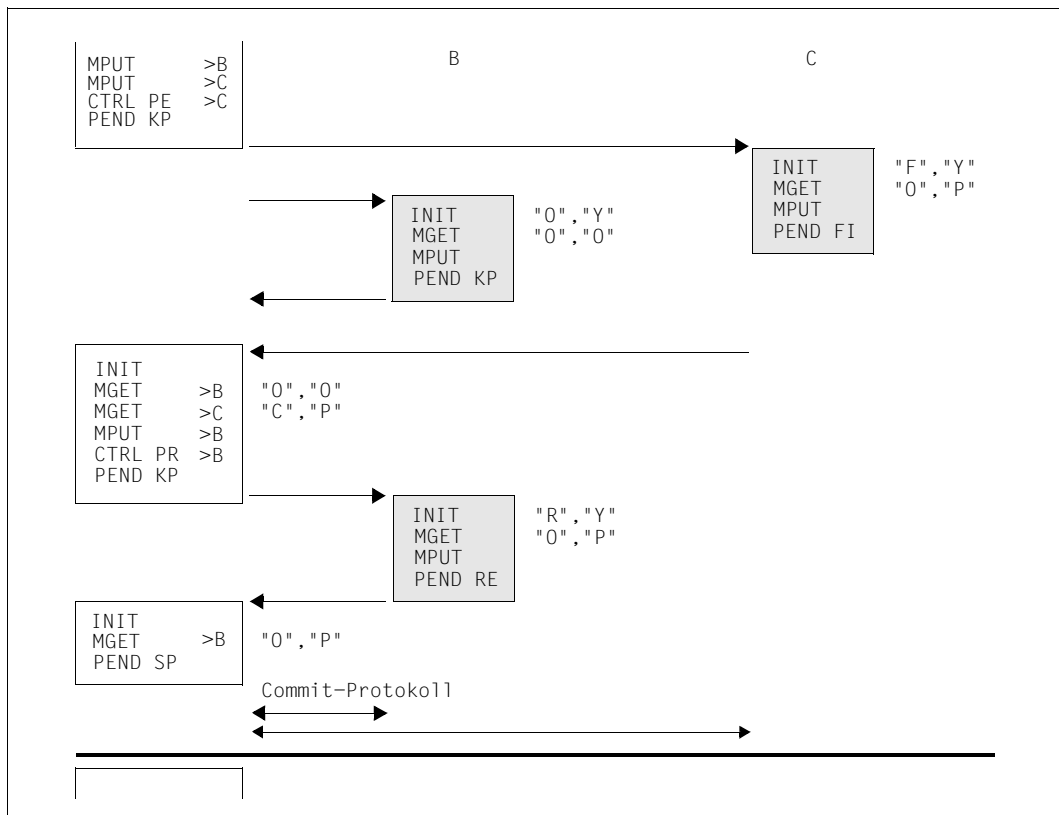 B C
MPUT >B
MPUT >C
CTRL PE >C
PEND KP
INIT "F","Y"
MGET "O","P"
MPUT
PEND FI
INIT "O","Y"
MGET "O","O"
MPUT
PEND KP
INIT
MGET >B "O","O"
MGET >C "C","P"
MPUT >B
CTRL PR >B
PEND KP
INIT "R","Y"
MGET "O","P"
MPUT
PEND RE
INIT
MGET >B "O","P"
PEND SP
Commit-Protokoll